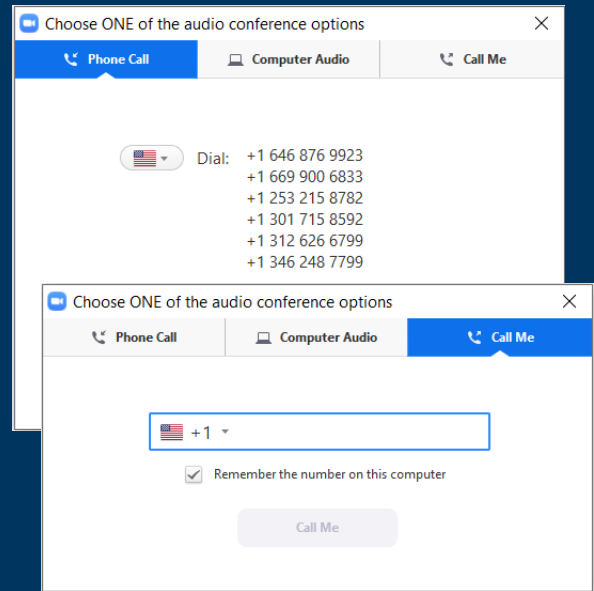 Choose ONE of the audio conference options
Phone Call Computer Audio Call Me
Dial: +1 646 876 9923
+1 669 900 6833
+1 253 215 8782
+1 301 715 8592
+1 312 626 6799
+1 346 248 7799
Choose ONE of the audio conference options
Phone Call Computer Audio Call Me
+1
Remember the number on this computer
Call Me